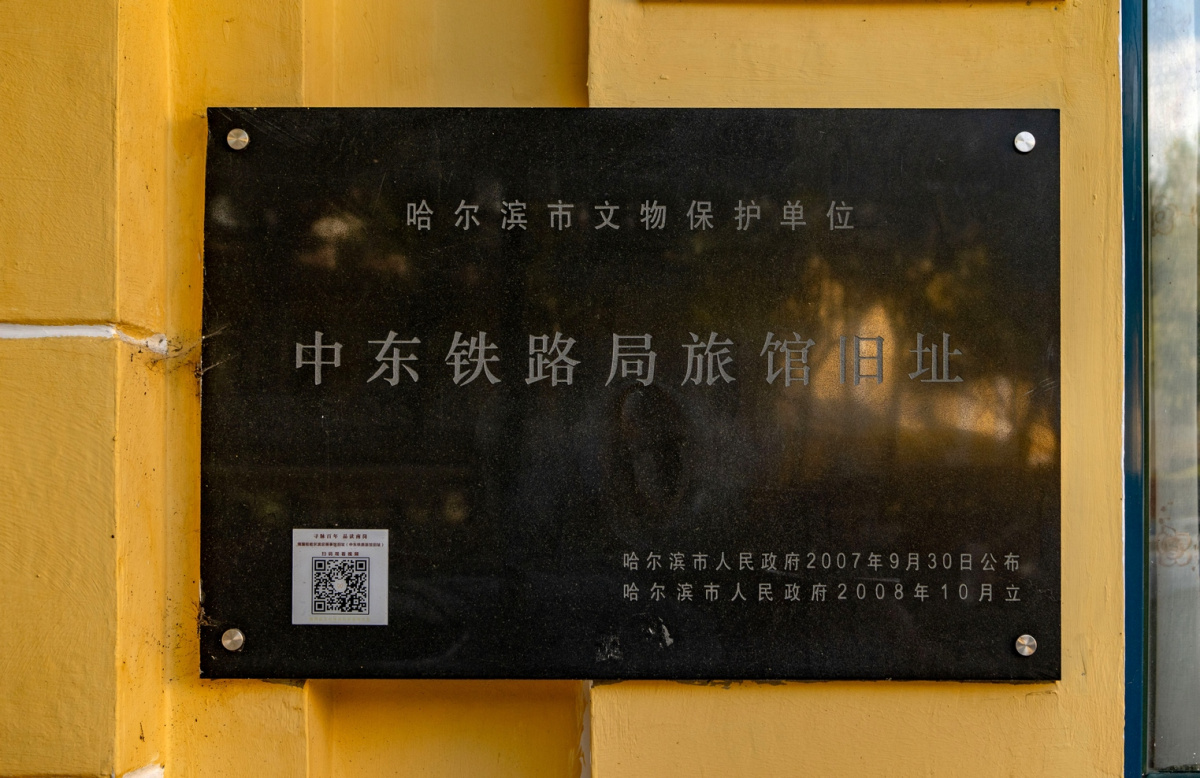 哈尔滨市文物保护单位
中东铁路局旅馆旧址
哈尔滨市人民政府2007年9月30日公布
哈尔滨市人民政府2008年10月立